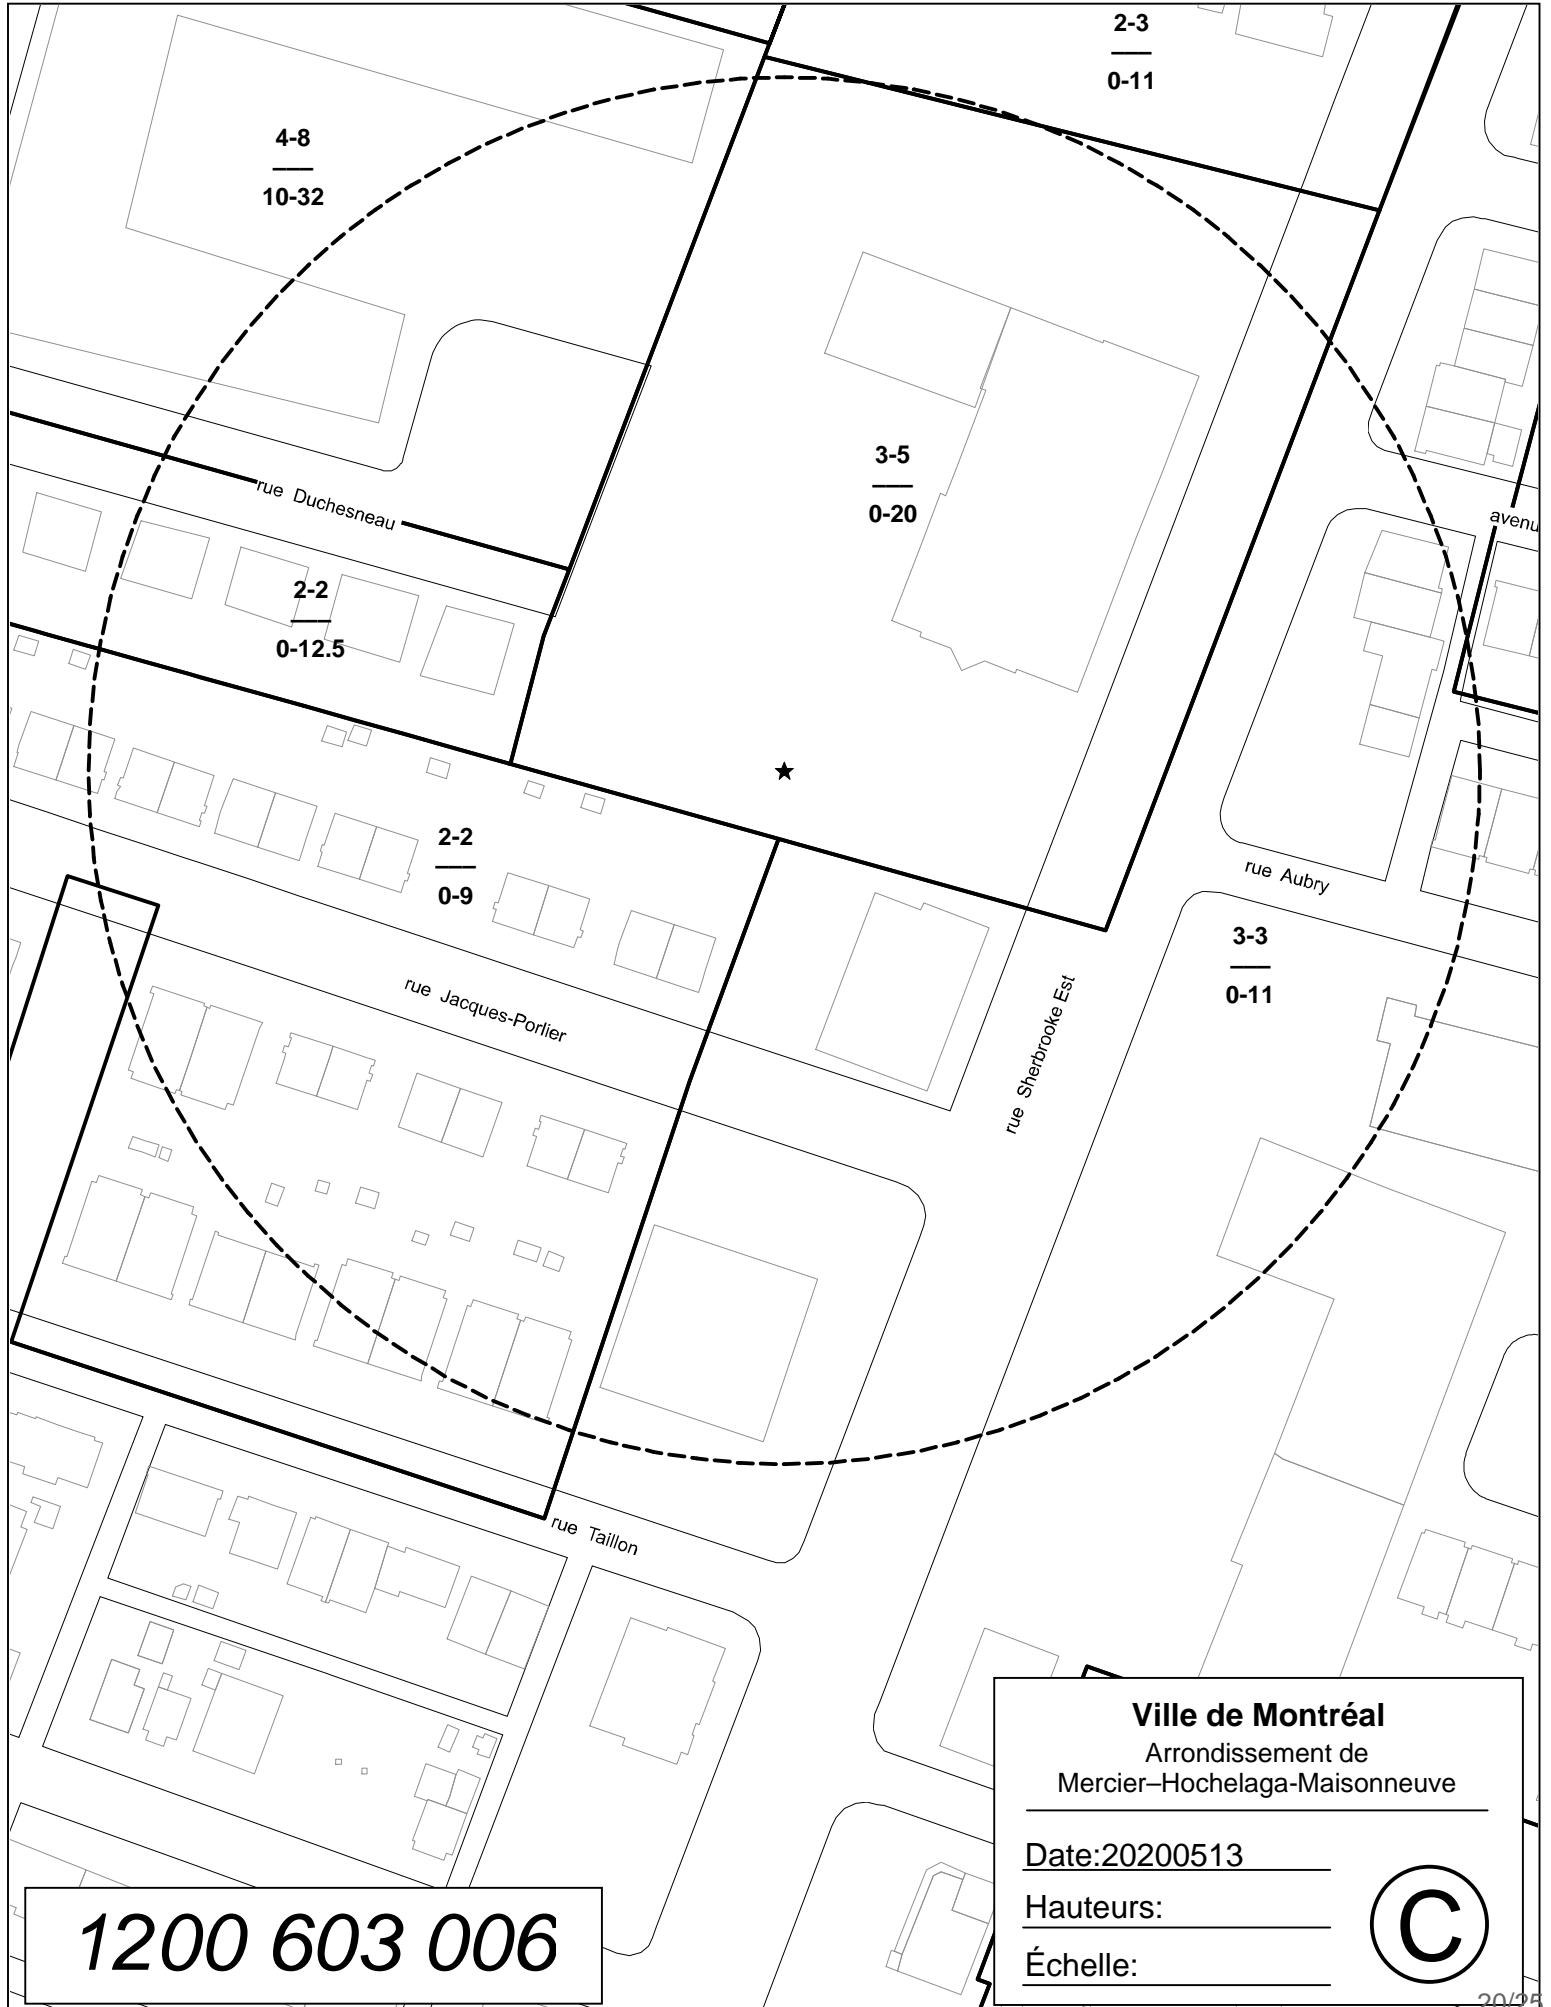 2-3
0-11
4-8
10-32
3-5
0-20
rue Duchesneau
avenu
2-2
0-12.5
2-2
0-9
rue Aubry
3-3
0-11
rue Jacques-Porlier
rue Sherbrooke Est
rue Taillon
Ville de Montréal
Arrondissement de
Mercier–Hochelaga-Maisonneuve
Date:20200513
Hauteurs:
Échelle:
C
1200 603 006
20/25